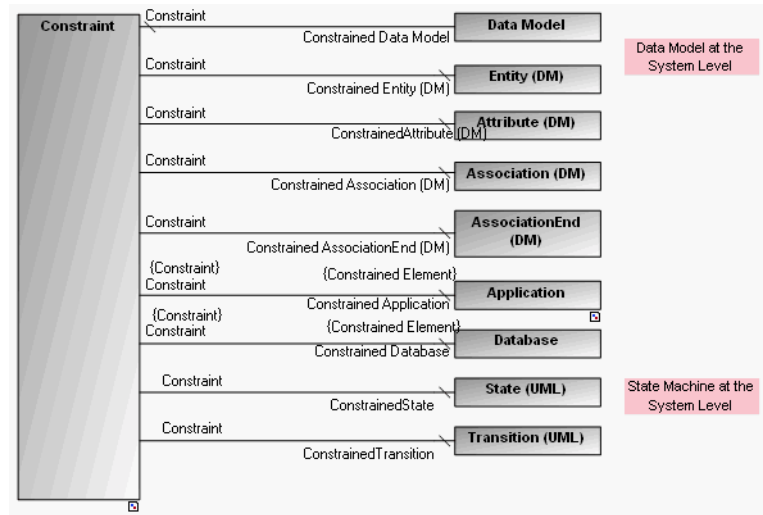 Constraint
Constraint
Constrained Data Model
Data Model
Data Model at the
System Level
Constraint
Constrained Entity (DM)
Entity (DM)
Constraint
ConstrainedAttribute (DM)
Attribute (DM)
Constraint
Constrained Association (DM)
Association (DM)
Constraint
Constrained AssociationEnd (DM)
AssociationEnd
(DM)
{Constraint}
Constraint
{Constrained Element}
Constrained Application
Application
{Constraint}
Constraint
{Constrained Element}
Constrained Database
Database
Constraint
ConstrainedState
State (UML)
State Machine at the
System Level
Constraint
ConstrainedTransition
Transition (UML)